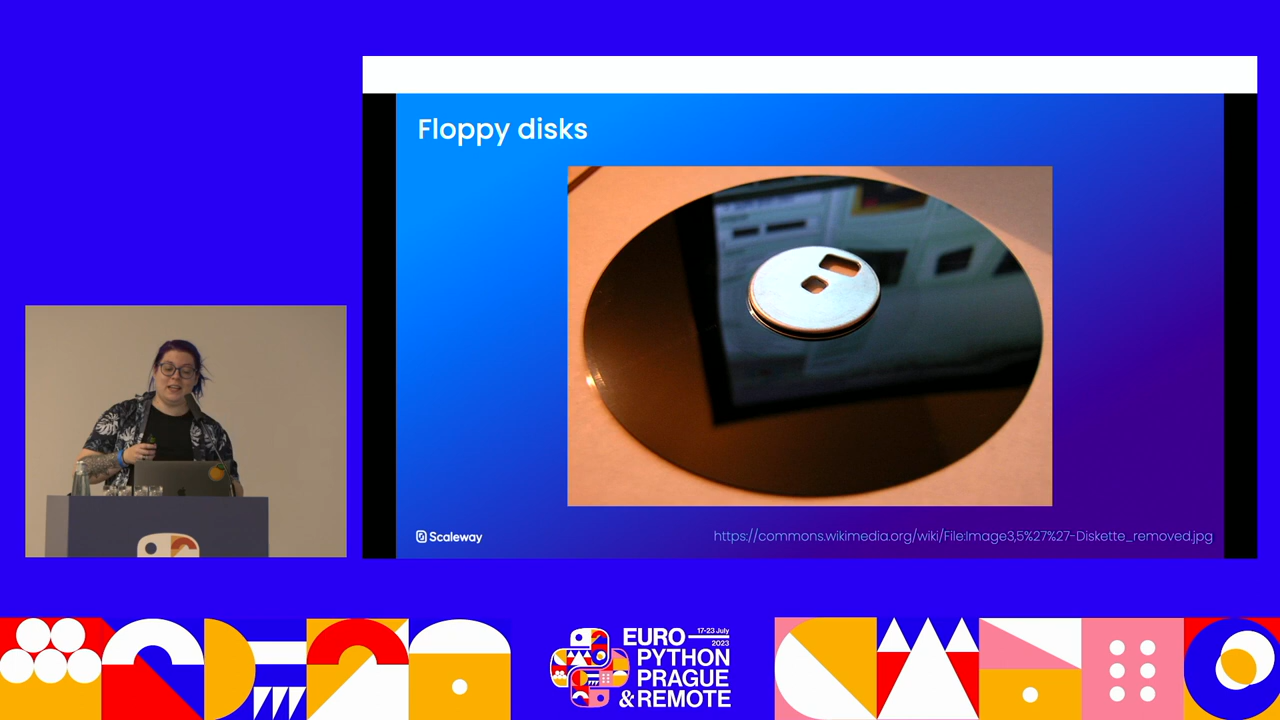 Floppy disks
Scaleway
https://commons.wikimedia.org/wiki/File:Image3,5%27%27-Diskette_removed.jpg
EURO
17-23 July
2023
PYTHON
PRAGUE
& REMOTE